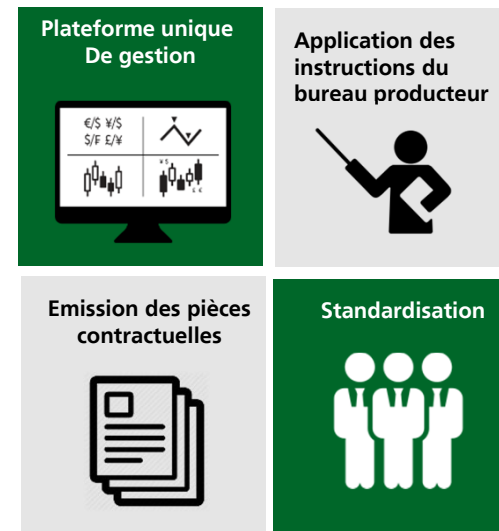 Plateforme unique
De gestion
€/$ ¥/$
$/₣ £/¥
¥ $
£ €
Application des
instructions du
bureau producteur
Emission des pièces
contractuelles
Standardisation